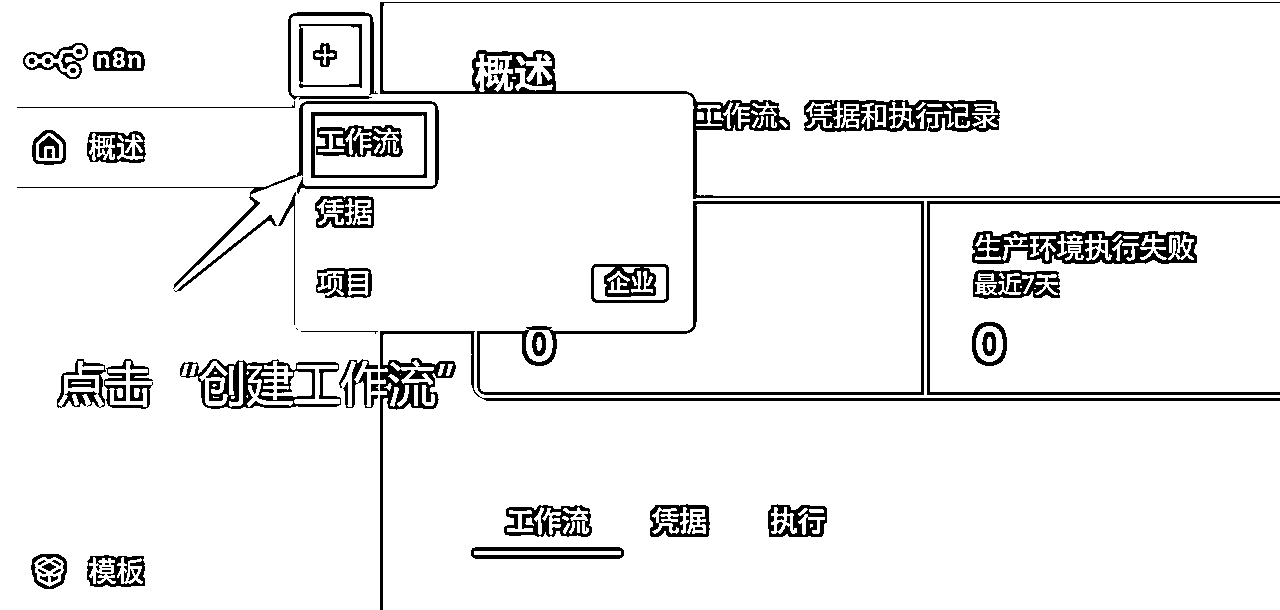 n8n
+
概述
工作流、凭据和执行记录
概述
工作流
凭据
项目 企业
生产环境执行失败
最近7天
0
0
点击 “创建工作流”
工作流 凭据 执行
模板